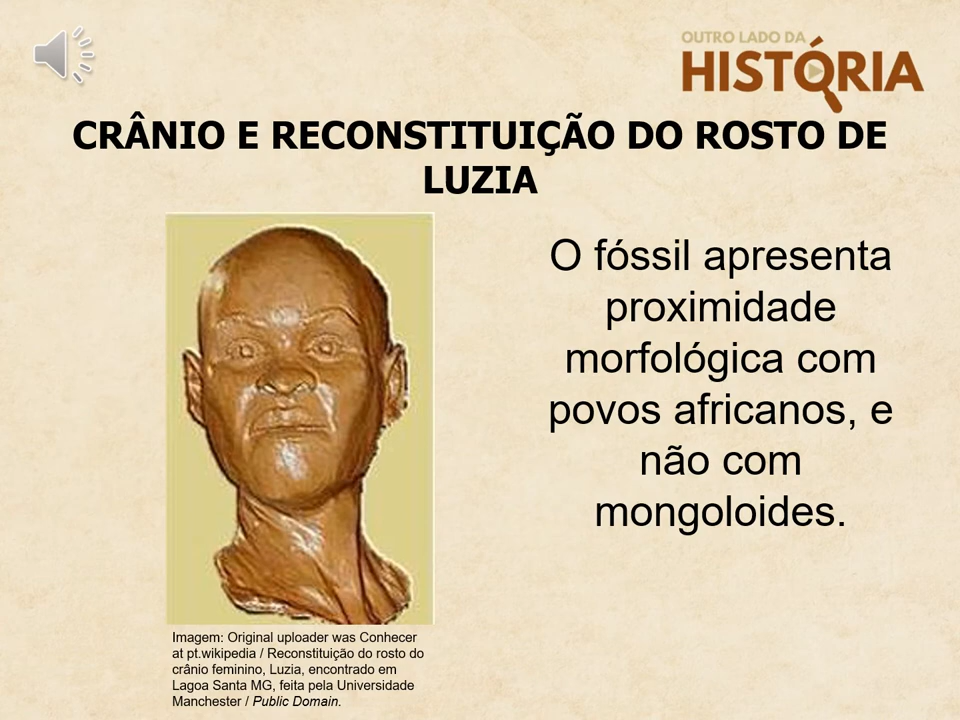 OUTRO LADO DA
HISTÓRIA
CRÂNIO E RECONSTITUIÇÃO DO ROSTO DE
LUZIA
O fóssil apresenta
proximidade
morfológica com
povos africanos, e
não com
mongoloides.
Imagem: Original uploader was Conhecer
at pt.wikipedia / Reconstituição do rosto do
crânio feminino, Luzia, encontrado em
Lagoa Santa MG, feita pela Universidade
Manchester / Public Domain.